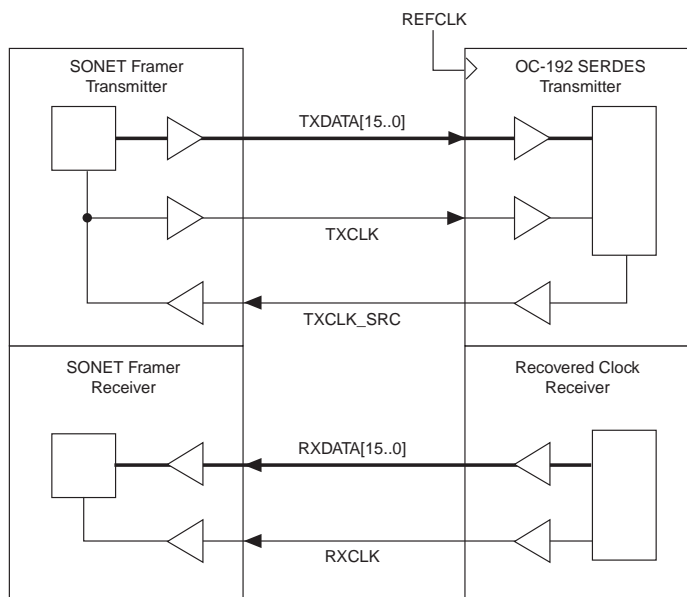 REFCLK
SONET Framer
Transmitter
OC-192 SERDES
Transmitter
TXDATA[15..0]
TXCLK
TXCLK_SRC
SONET Framer
Receiver
Recovered Clock
Receiver
RXDATA[15..0]
RXCLK